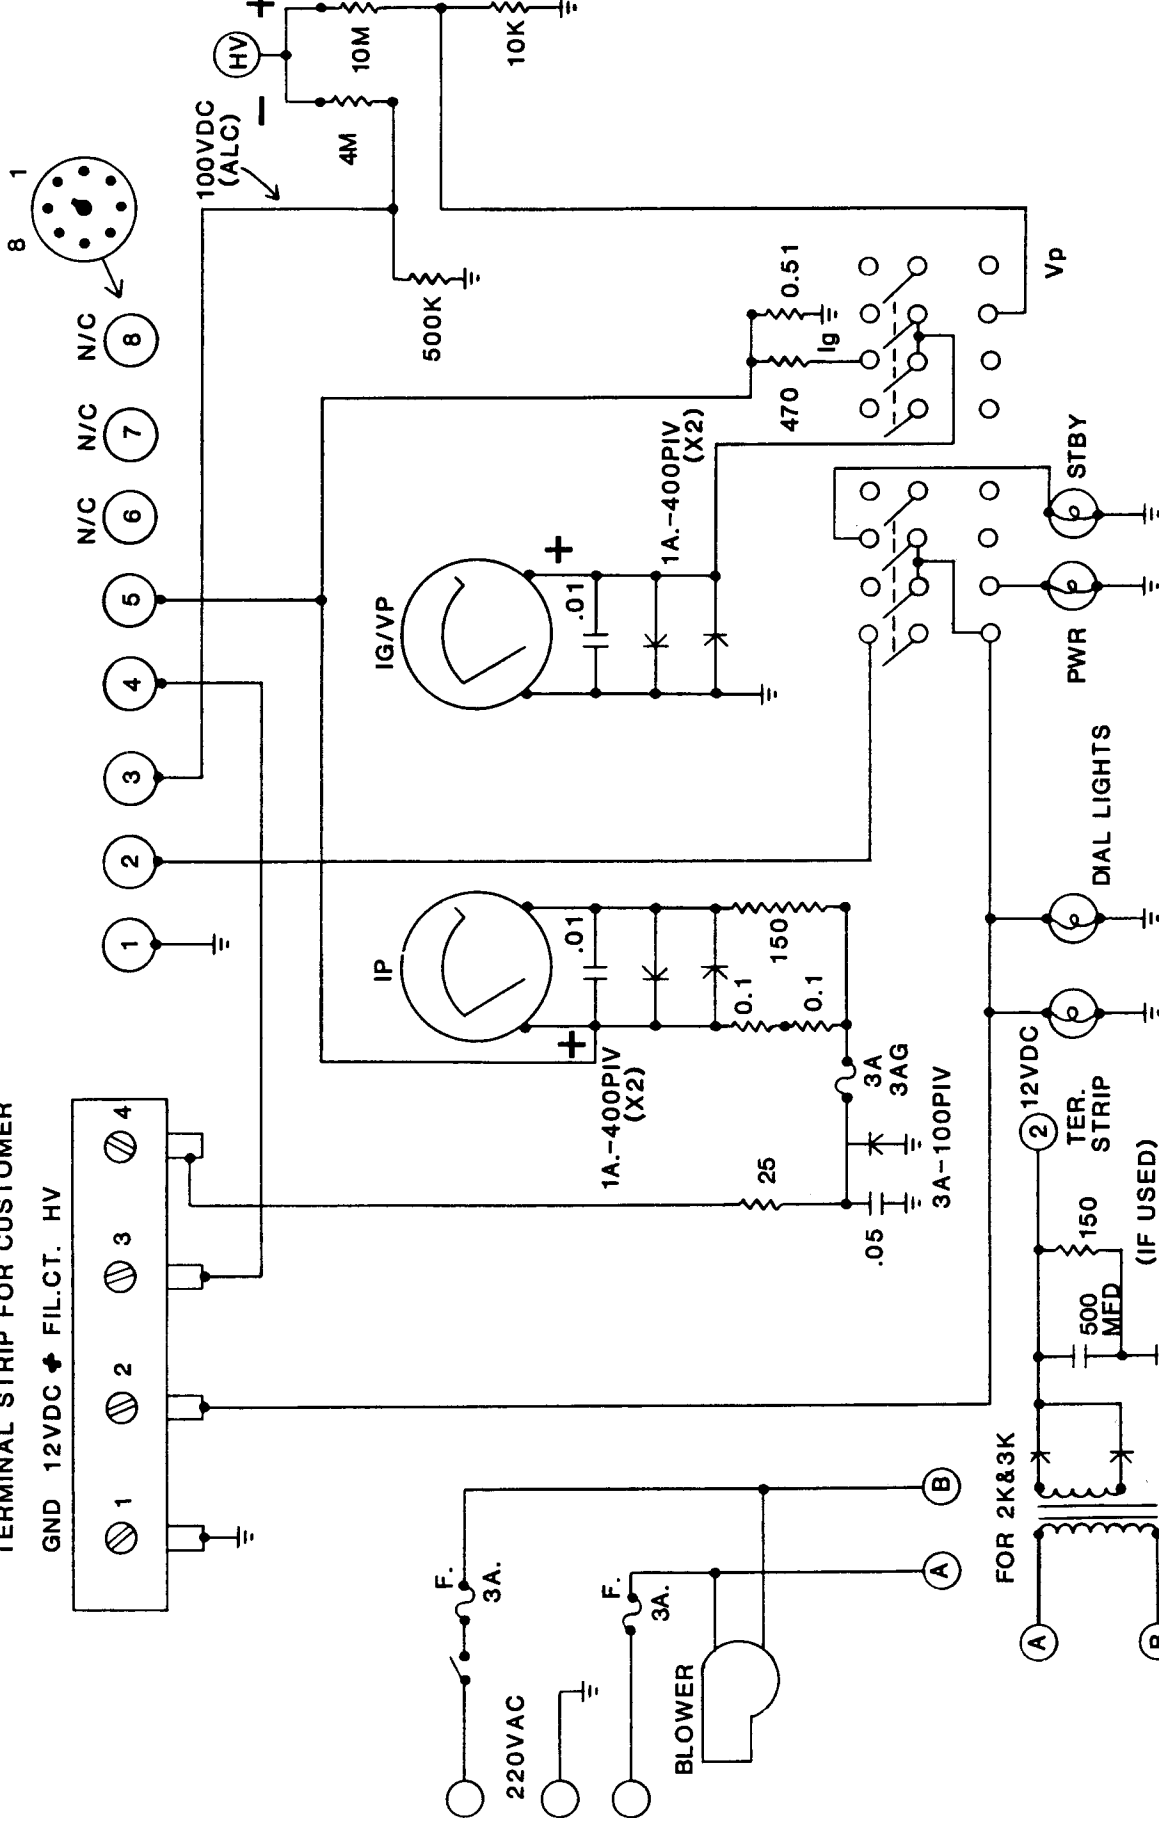 TERMINAL STRIP FOR CUSTOMER
GND 12VDC + FIL.CT. HV
1 2 3 4
1
2
3
4
5
N/C
6
N/C
7
N/C
8
8 1
HV
+
−
100VDC
(ALC)
10M
4M
10K
500K
IP
+
.01
1A.-400PIV
(X2)
0.1
0.1
150
3A
3AG
25
.05
3A-100PIV
IG/VP
+
.01
1A.-400PIV
(X2)
470
0.51
Ig
Vp
STBY
PWR
DIAL LIGHTS
220VAC
F.
3A.
F.
3A.
BLOWER
A
B
FOR 2K&3K
A
B
500
MFD
150
2
12VDC
TER.
STRIP
(IF USED)